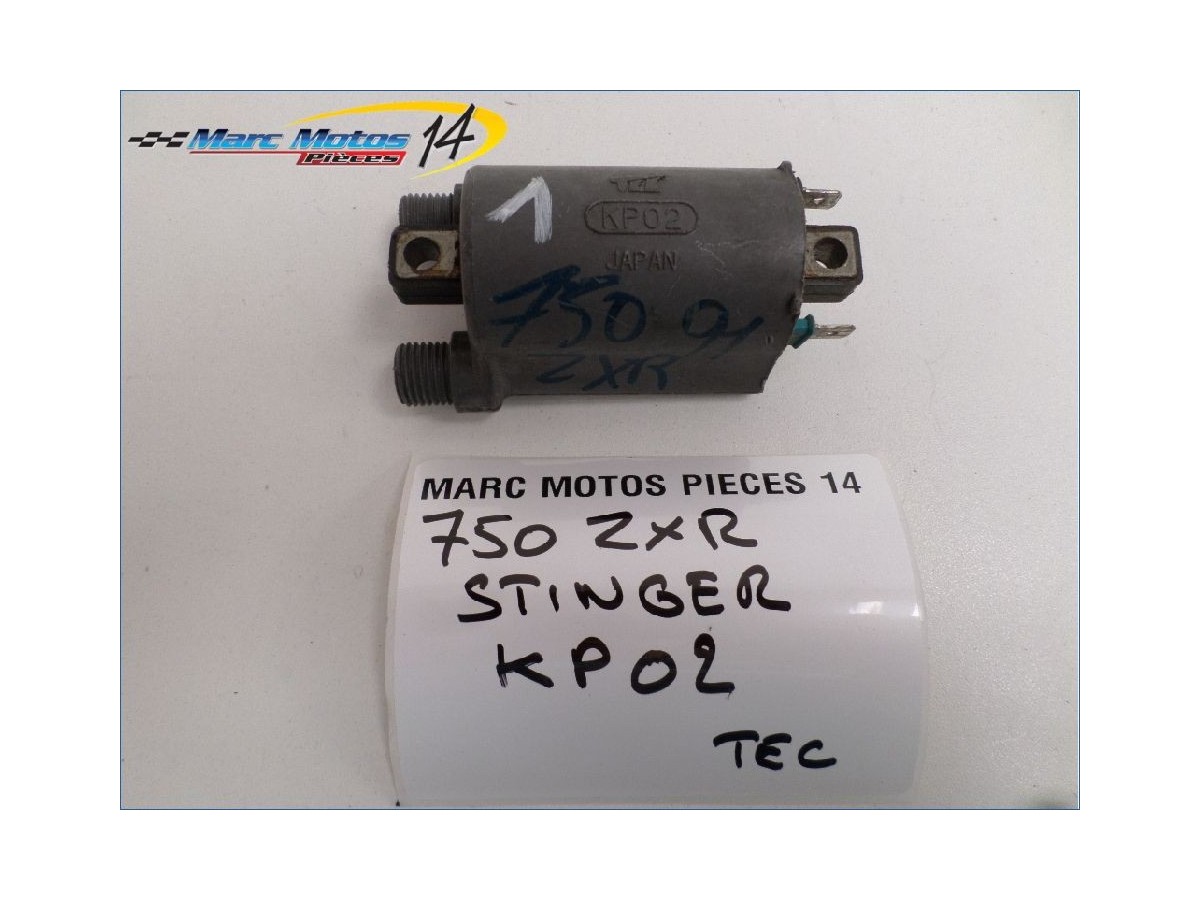 Marc Motos 14
Pièces
1
TEC
KP02
JAPAN
750
ZXR
MARC MOTOS PIECES 14
750 ZXR
STINGER
KP02
TEC